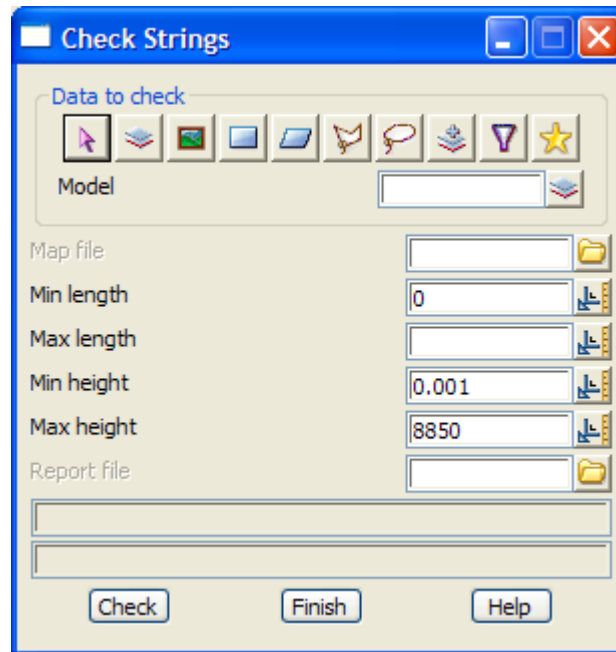 Check Strings
Data to check
Model
Map file
Min length 0
Max length
Min height 0.001
Max height 8850
Report file
Check Finish Help